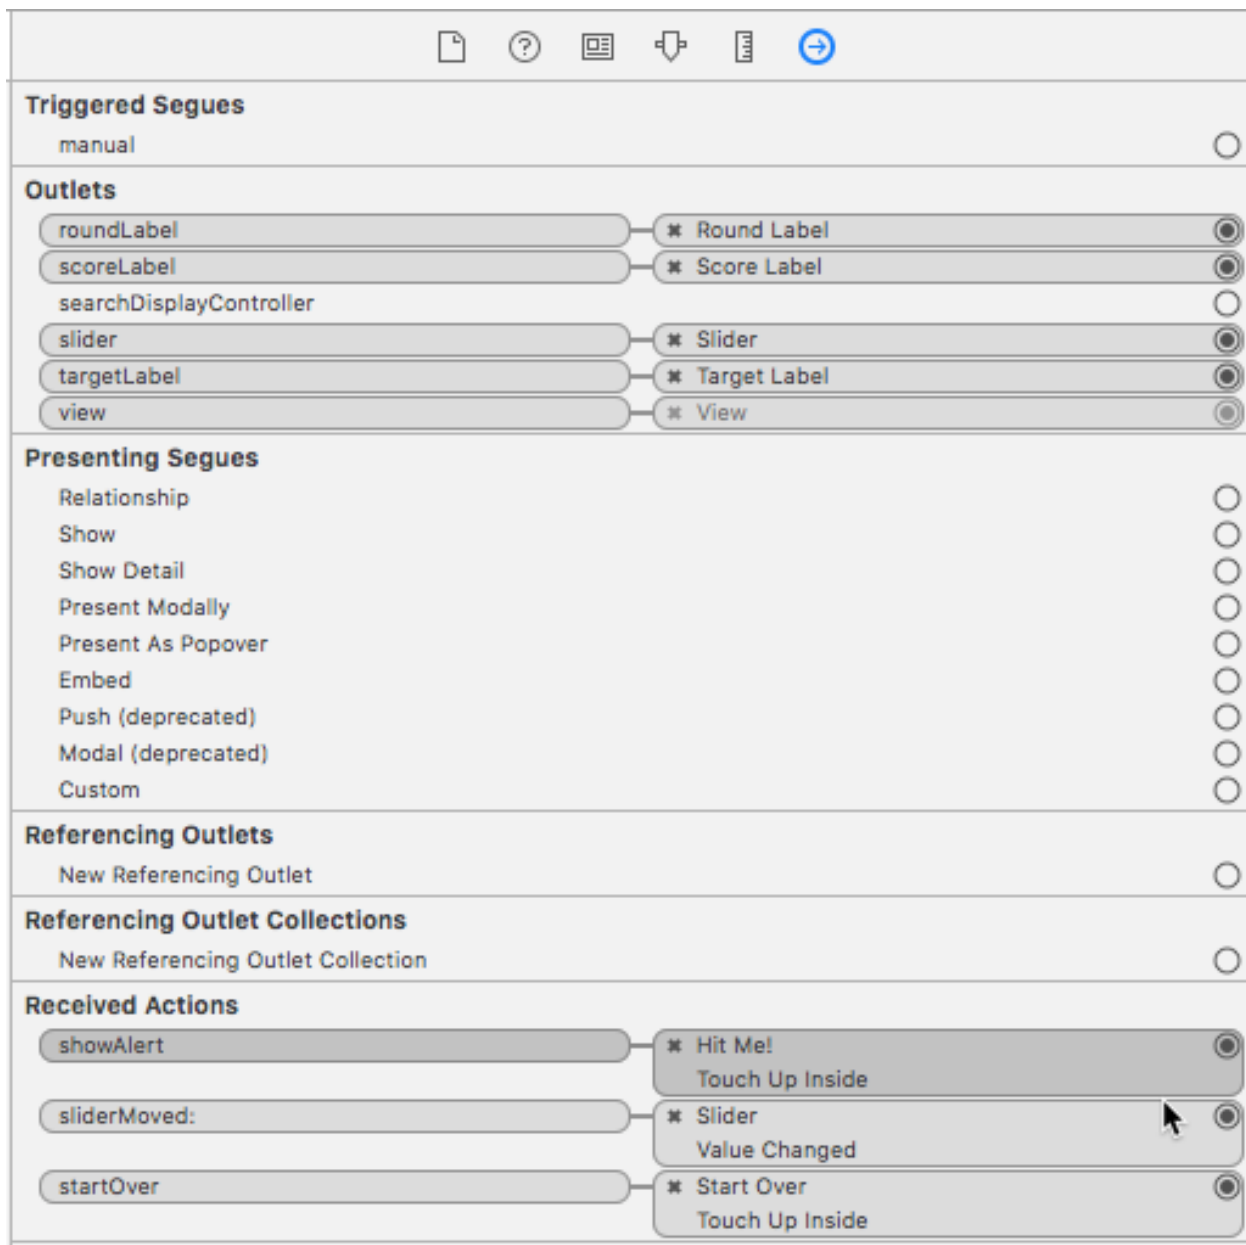 Triggered Segues
manual
Outlets
roundLabel
Round Label
scoreLabel
Score Label
searchDisplayController
slider
Slider
targetLabel
Target Label
view
View
Presenting Segues
Relationship
Show
Show Detail
Present Modally
Present As Popover
Embed
Push (deprecated)
Modal (deprecated)
Custom
Referencing Outlets
New Referencing Outlet
Referencing Outlet Collections
New Referencing Outlet Collection
Received Actions
showAlert
Hit Me!
Touch Up Inside
sliderMoved:
Slider
Value Changed
startOver
Start Over
Touch Up Inside